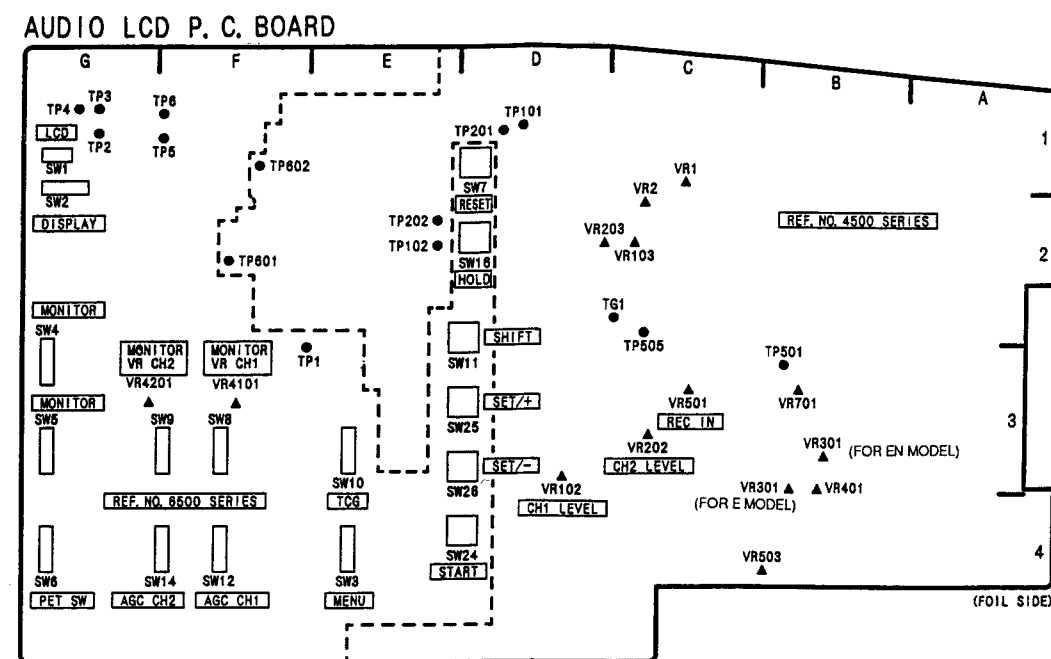 AUDIO LCD P. C. BOARD
G F E D C B A
TP4 TP3 TP6 TP101
LCD TP2 TP5 TP201 1
SW1 TP602 VR1
SW2 SW7 VR2
DISPLAY RESET REF. NO. 4500 SERIES
TP202 VR203
TP102 VR103 2
TP601 SW16
HOLD
MONITOR TG1
SW4 MONITOR MONITOR SHIFT TP505
VR CH2 VR CH1 TP1 SW11 TP501
VR4201 VR4101
MONITOR SET/+ VR501 VR701
SW5 SW9 SW8 SW25 REC IN 3
VR202 VR301 (FOR EN MODEL)
SET/- CH2 LEVEL
SW10 SW26 VR102 VR301 VR401
REF. NO. 6500 SERIES TCG CH1 LEVEL (FOR E MODEL)
SW6 SW14 SW12 SW3 SW24 VR503 4
START
PET SW AGC CH2 AGC CH1 MENU (FOIL SIDE)